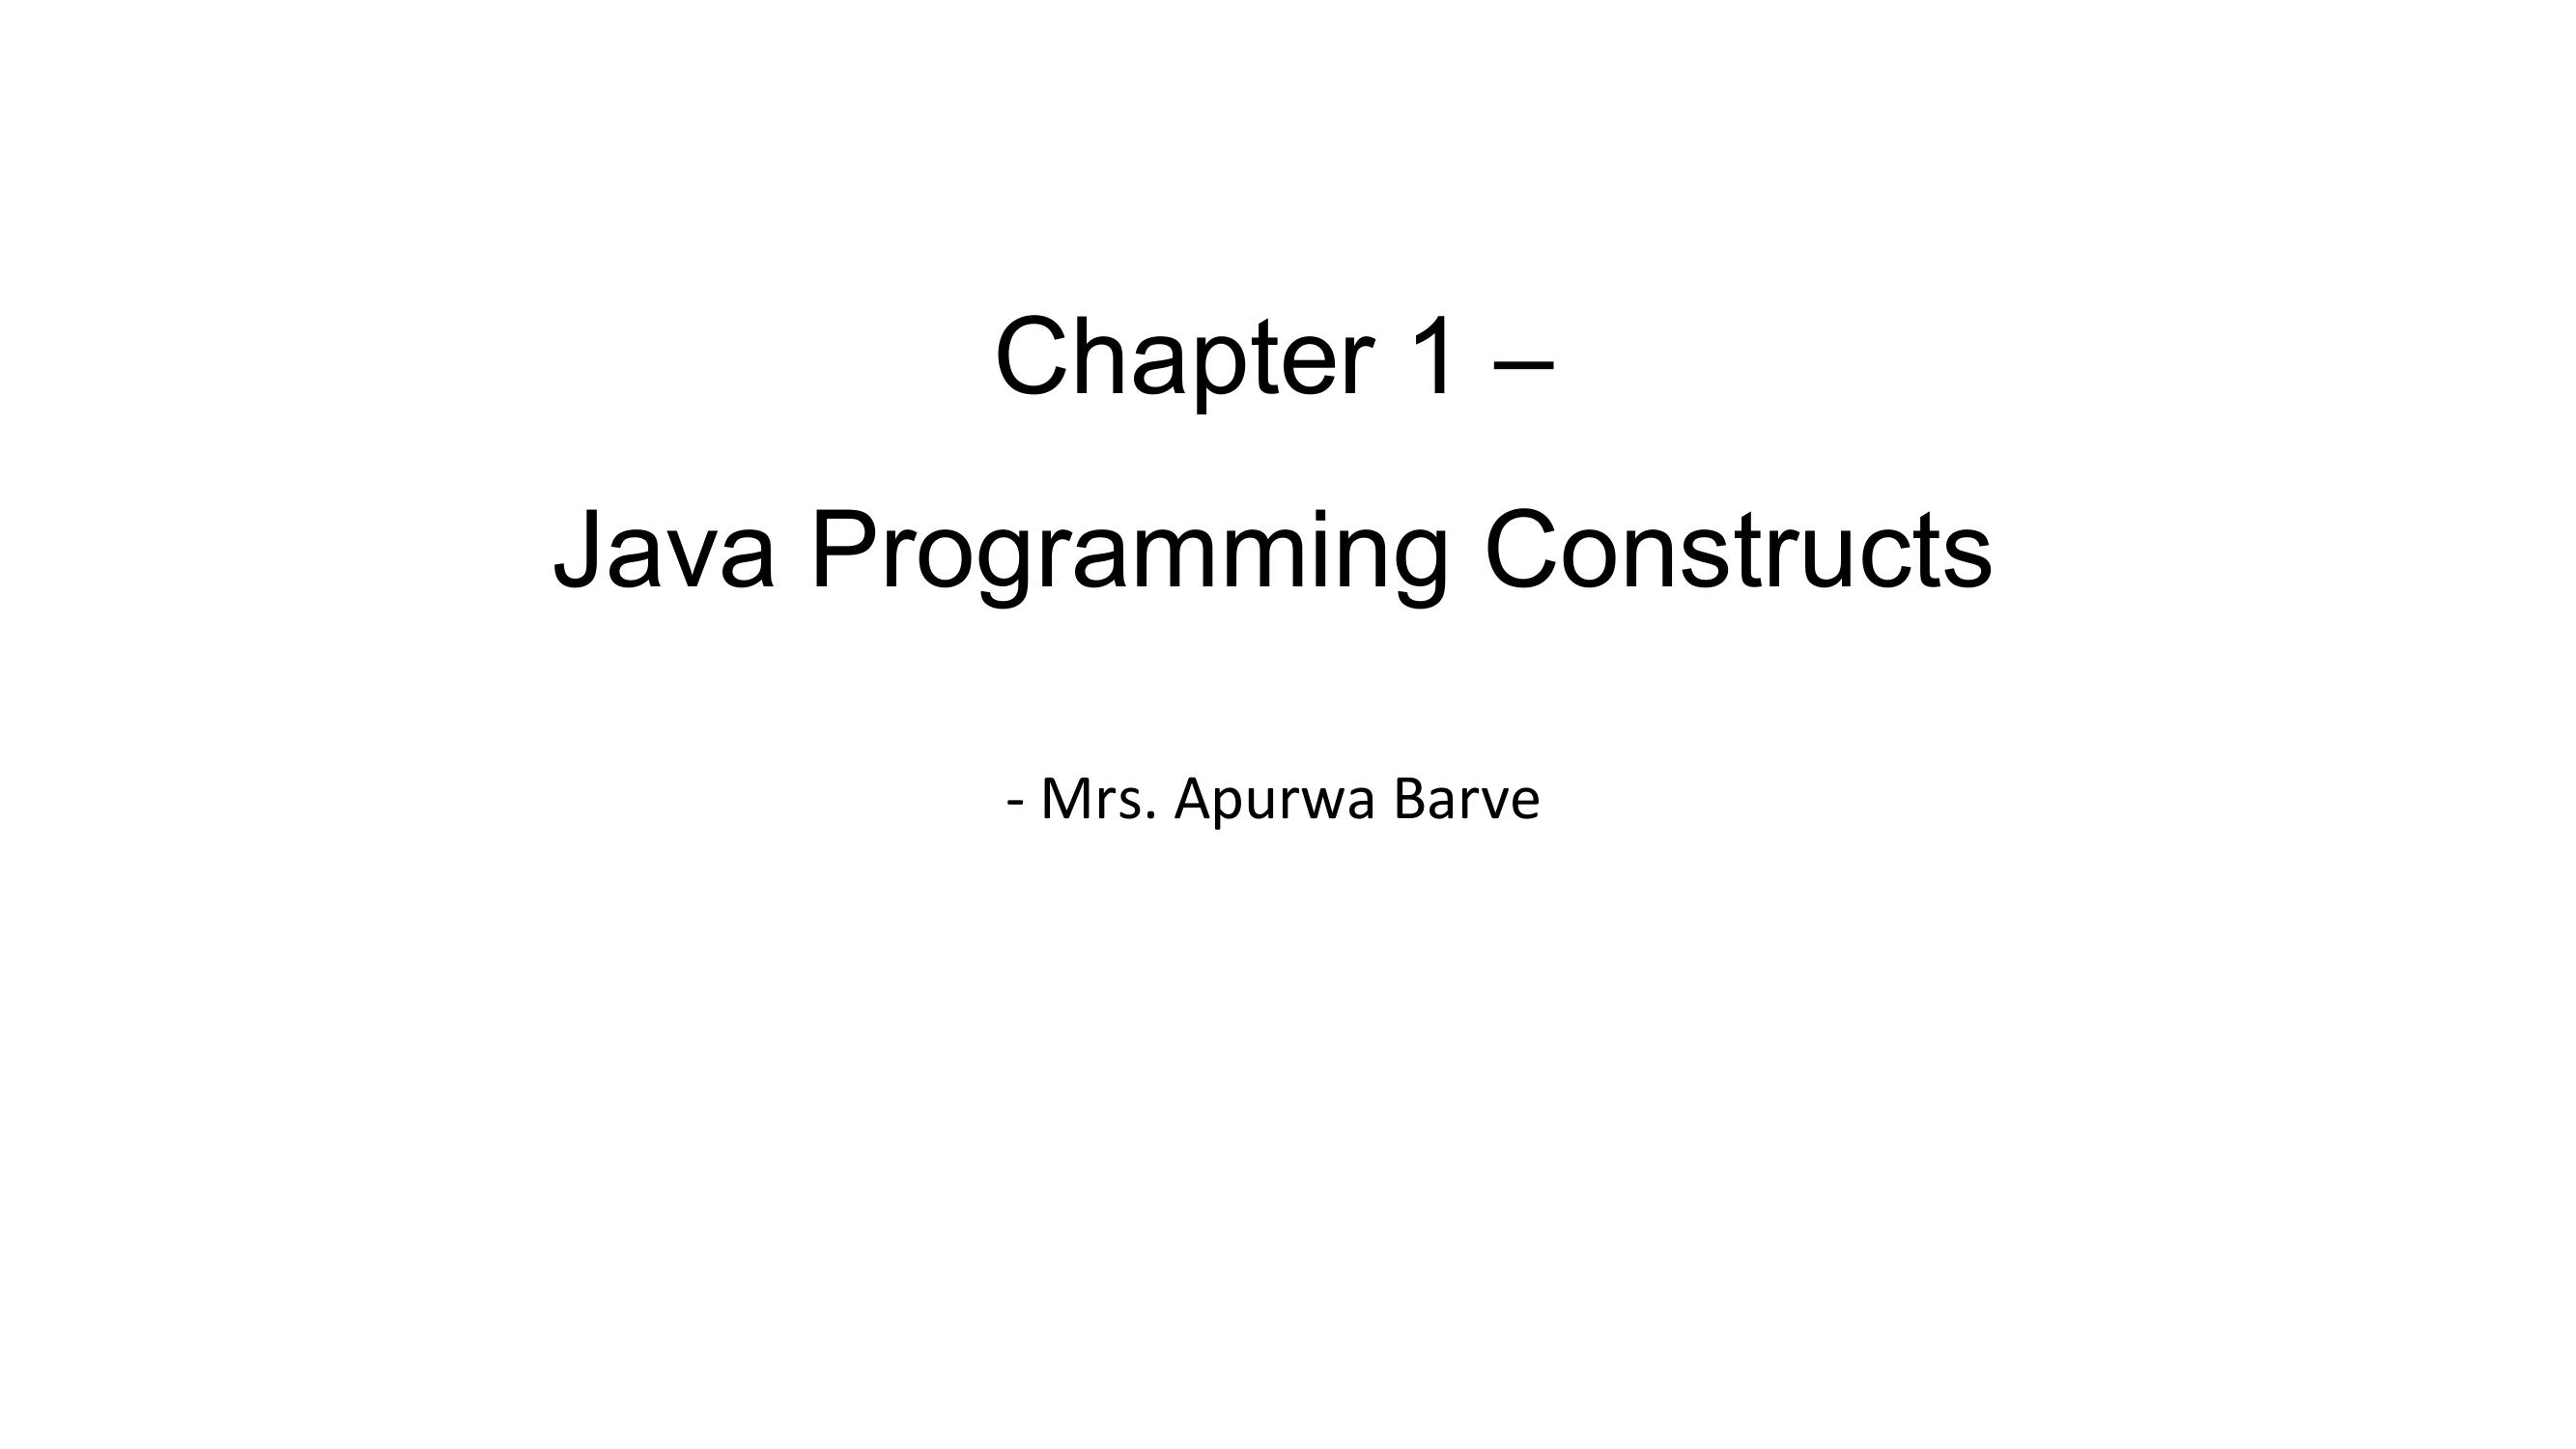 Chapter 1 –
Java Programming Constructs
- Mrs. Apurwa Barve